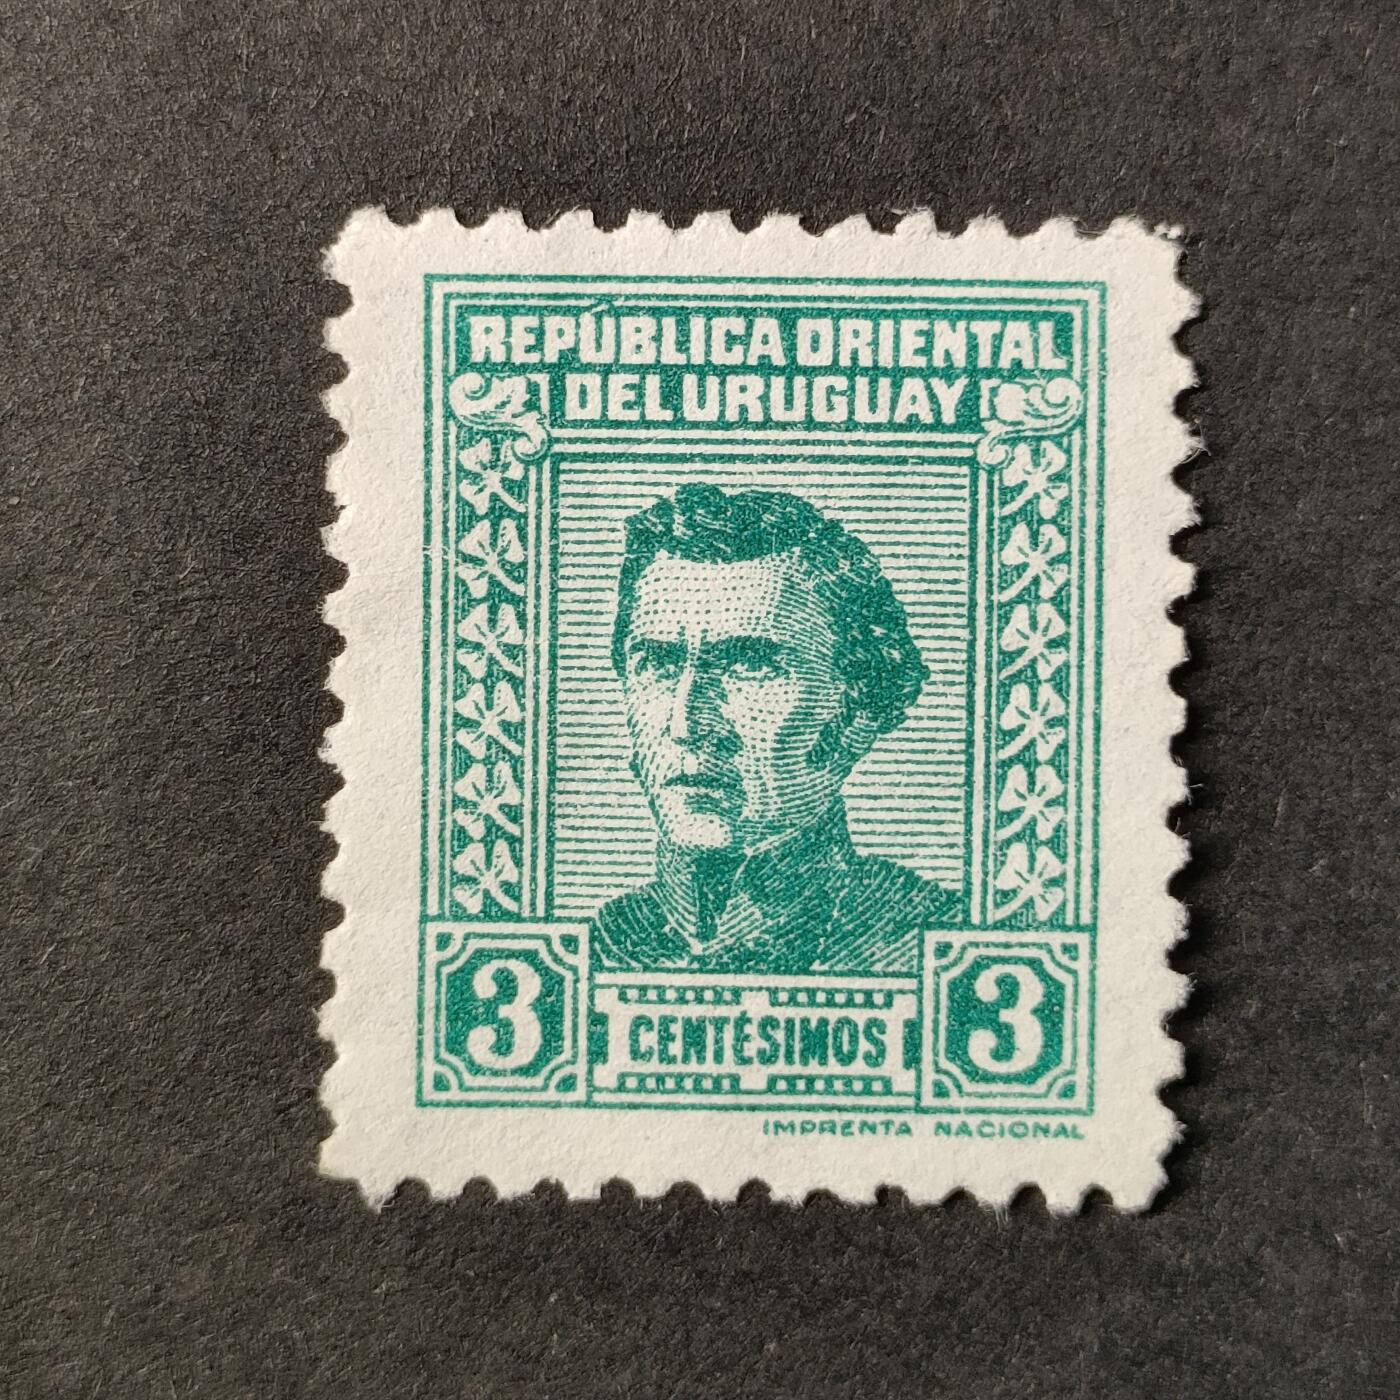 REPÚBLICA ORIENTAL
DEL URUGUAY
3 CENTÉSIMOS 3
IMPRENTA NACIONAL